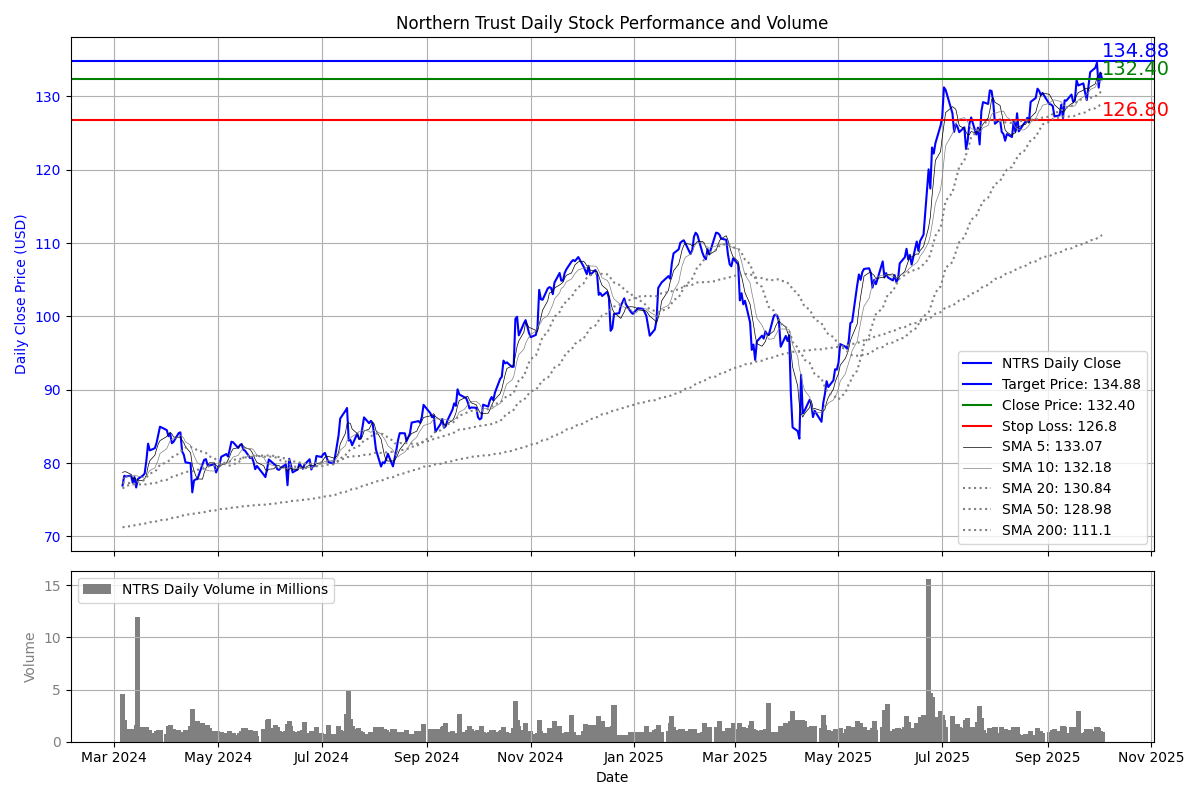 Northern Trust Daily Stock Performance and Volume
Daily Close Price (USD)
130
120
110
100
90
80
70
134.88
132.40
126.80
NTRS Daily Close
Target Price: 134.88
Close Price: 132.40
Stop Loss: 126.8
SMA 5: 133.07
SMA 10: 132.18
SMA 20: 130.84
SMA 50: 128.98
SMA 200: 111.1
Volume
15
10
5
0
NTRS Daily Volume in Millions
Mar 2024 May 2024 Jul 2024 Sep 2024 Nov 2024 Jan 2025 Mar 2025 May 2025 Jul 2025 Sep 2025 Nov 2025
Date